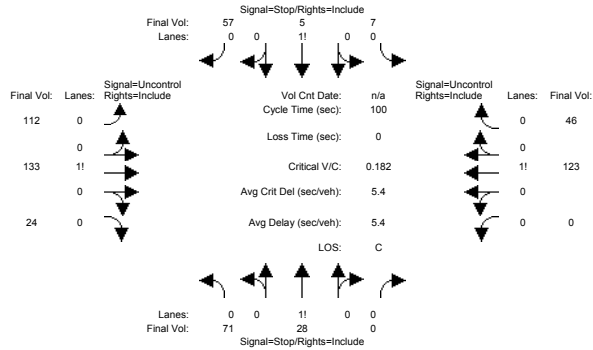 Signal=Stop/Rights=Include
Final Vol: 57 5 7
Lanes: 0 0 1! 0 0
Signal=Uncontrol
Final Vol: Lanes: Rights=Include
Vol Cnt Date: n/a
Signal=Uncontrol
Rights=Include Lanes: Final Vol:
Cycle Time (sec): 100
112 0
0 46
Loss Time (sec): 0
0
0
133 1!
Critical V/C: 0.182
1! 123
0
Avg Crit Del (sec/veh): 5.4
0
24 0
Avg Delay (sec/veh): 5.4
0 0
LOS: C
Lanes: 0 0 1! 0 0
Final Vol: 71 28 0
Signal=Stop/Rights=Include